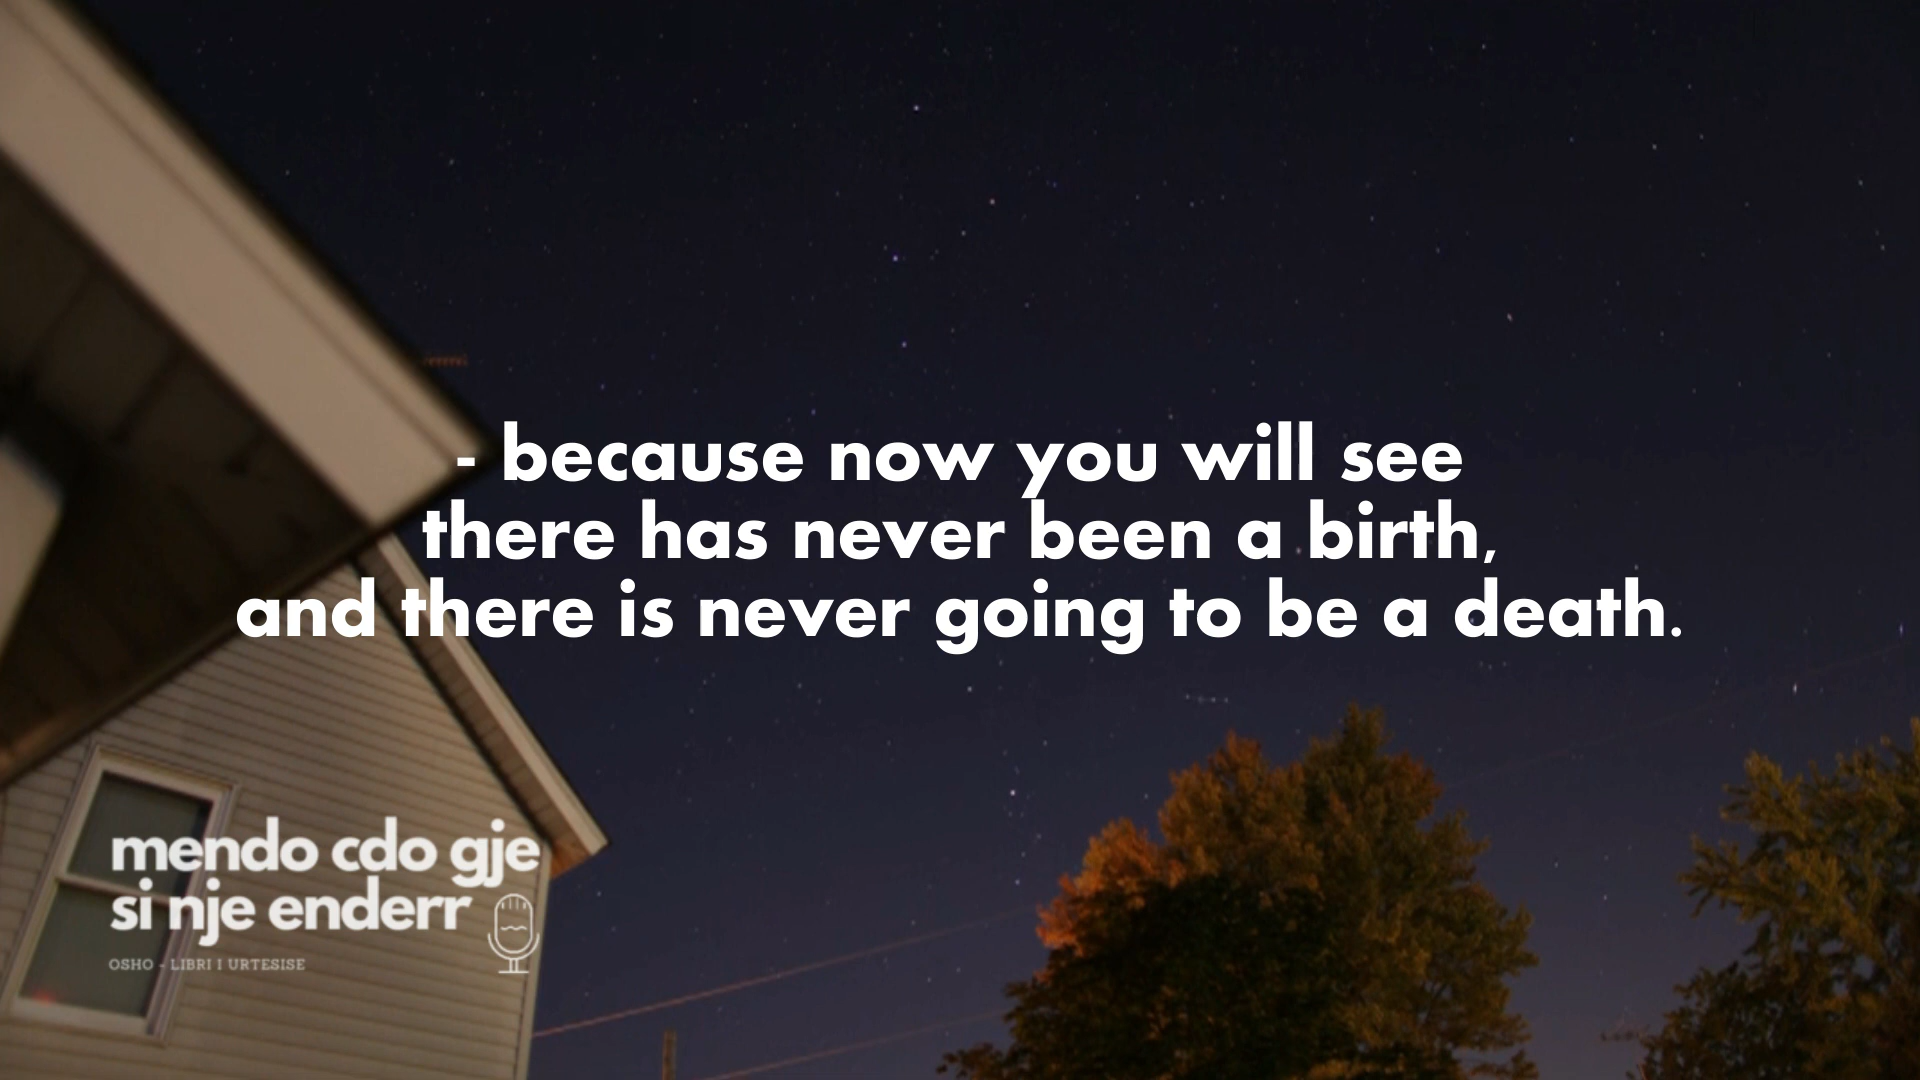 - because now you will see
there has never been a birth,
and there is never going to be a death.
mendo cdo gje
si nje enderr
OSHO - LIBRI I URTESISE